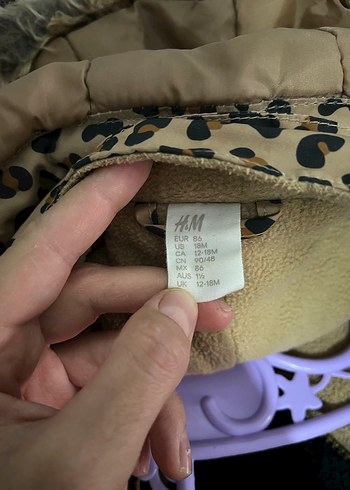 H&M
EUR 86
US 18M
CA 12-18M
CN 90/48
MX 86
AUS 1½
UK 12-18M